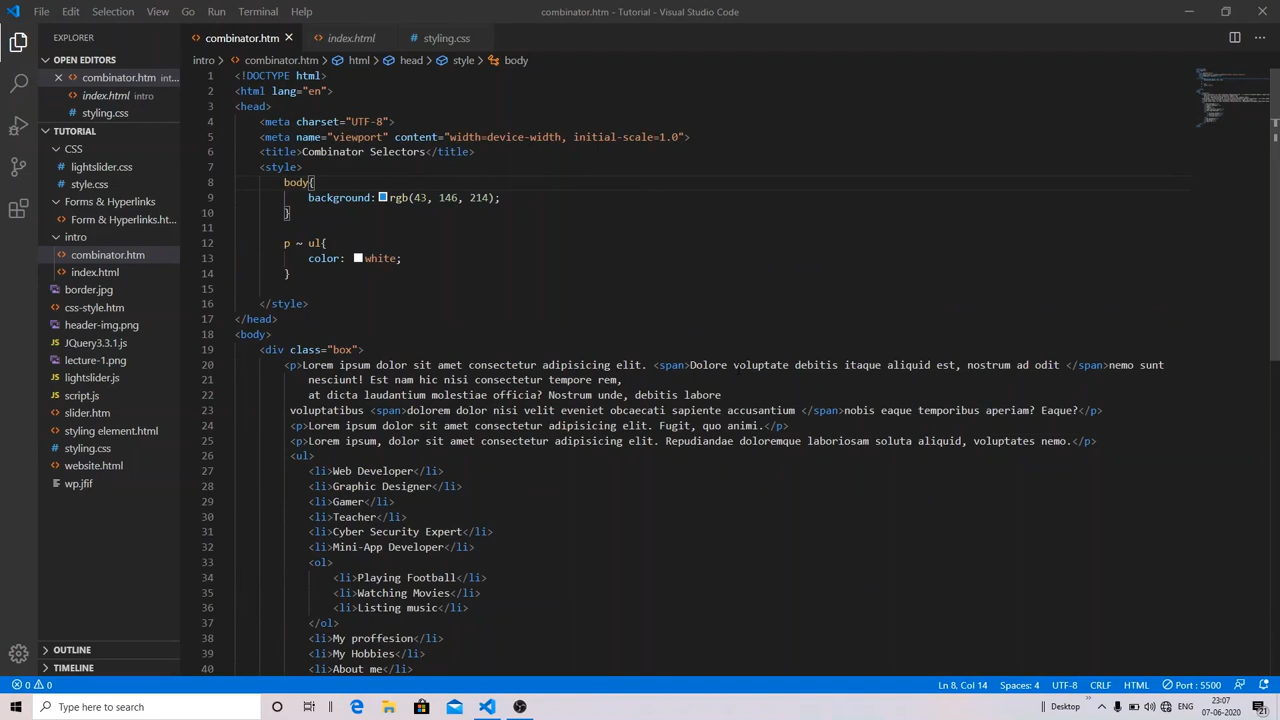 File Edit Selection View Go Run Terminal Help
combinator.htm - Tutorial - Visual Studio Code
EXPLORER
OPEN EDITORS
combinator.htm int...
index.html intro
styling.css
TUTORIAL
CSS
lightslider.css
style.css
Forms & Hyperlinks
Form & Hyperlinks.ht...
intro
combinator.htm
index.html
border.jpg
css-style.htm
header-img.png
JQuery3.3.1.js
lecture-1.png
lightslider.js
script.js
slider.htm
styling element.html
styling.css
website.html
wp.jfif
OUTLINE
TIMELINE
combinator.htm index.html styling.css
intro > combinator.htm > html > head > style > body
1 <!DOCTYPE html>
2 <html lang="en">
3 <head>
4 <meta charset="UTF-8">
5 <meta name="viewport" content="width=device-width, initial-scale=1.0">
6 <title>Combinator Selectors</title>
7 <style>
8 body{
9 background: rgb(43, 146, 214);
10 }
11
12 p ~ ul{
13 color: white;
14 }
15
16 </style>
17 </head>
18 <body>
19 <div class="box">
20 <p>Lorem ipsum dolor sit amet consectetur adipisicing elit. <span>Dolore voluptate debitis itaque aliquid est, nostrum ad odit </span>nemo sunt
21 nesciunt! Est nam hic nisi consectetur tempore rem,
22 at dicta laudantium molestiae officia? Nostrum unde, debitis labore
23 voluptatibus <span>dolorem dolor nisi velit eveniet obcaecati sapiente accusantium </span>nobis eaque temporibus aperiam? Eaque?</p>
24 <p>Lorem ipsum dolor sit amet consectetur adipisicing elit. Fugit, quo animi.</p>
25 <p>Lorem ipsum, dolor sit amet consectetur adipisicing elit. Repudiandae doloremque laboriosam soluta aliquid, voluptates nemo.</p>
26 <ul>
27 <li>Web Developer</li>
28 <li>Graphic Designer</li>
29 <li>Gamer</li>
30 <li>Teacher</li>
31 <li>Cyber Security Expert</li>
32 <li>Mini-App Developer</li>
33 <ol>
34 <li>Playing Football</li>
35 <li>Watching Movies</li>
36 <li>Listing music</li>
37 </ol>
38 <li>My proffesion</li>
39 <li>My Hobbies</li>
40 <li>About me</li>
0 0 Ln 8, Col 14 Spaces: 4 UTF-8 CRLF HTML Port : 5500
Type here to search
Desktop ENG 23:07
07-06-2020
21